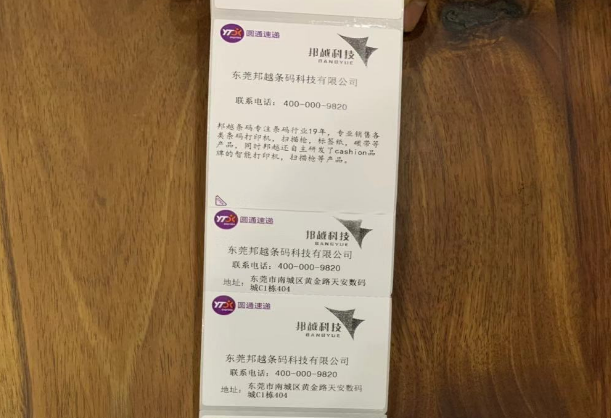 YTO 圆通速递
邦越科技
BANGYUE
东莞邦越条码科技有限公司
联系电话：400-000-9820
邦越条码专注条码行业19年，专业销售各
类条码打印机，扫描枪，标签纸，碳带等
产品，同时邦越还自主研发了cashion品
牌的智能打印机，扫描枪等产品。
YTO 圆通速递
邦越科技
BANGYUE
东莞邦越条码科技有限公司
联系电话：400-000-9820
地址：东莞市南城区黄金路天安数码
城C1栋404
YTO 圆通速递
邦越科技
BANGYUE
东莞邦越条码科技有限公司
联系电话：400-000-9820
地址：东莞市南城区黄金路天安数码
城C1栋404